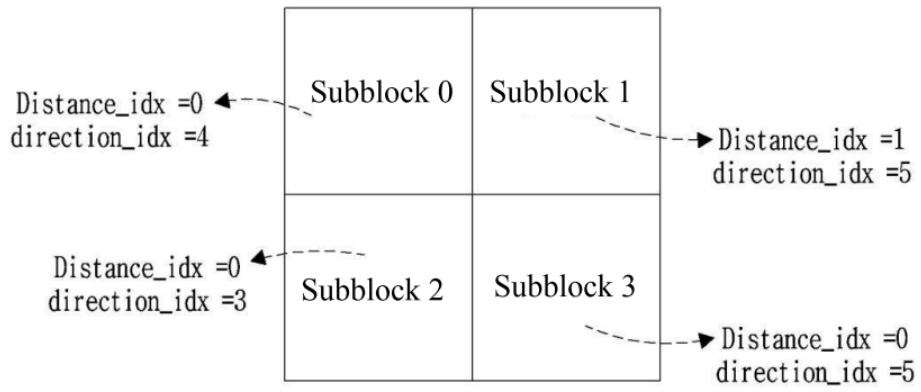 Subblock 0
Subblock 1
Distance_idx =0
direction_idx =4
Distance_idx =1
direction_idx =5
Distance_idx =0
direction_idx =3
Subblock 2
Subblock 3
Distance_idx =0
direction_idx =5